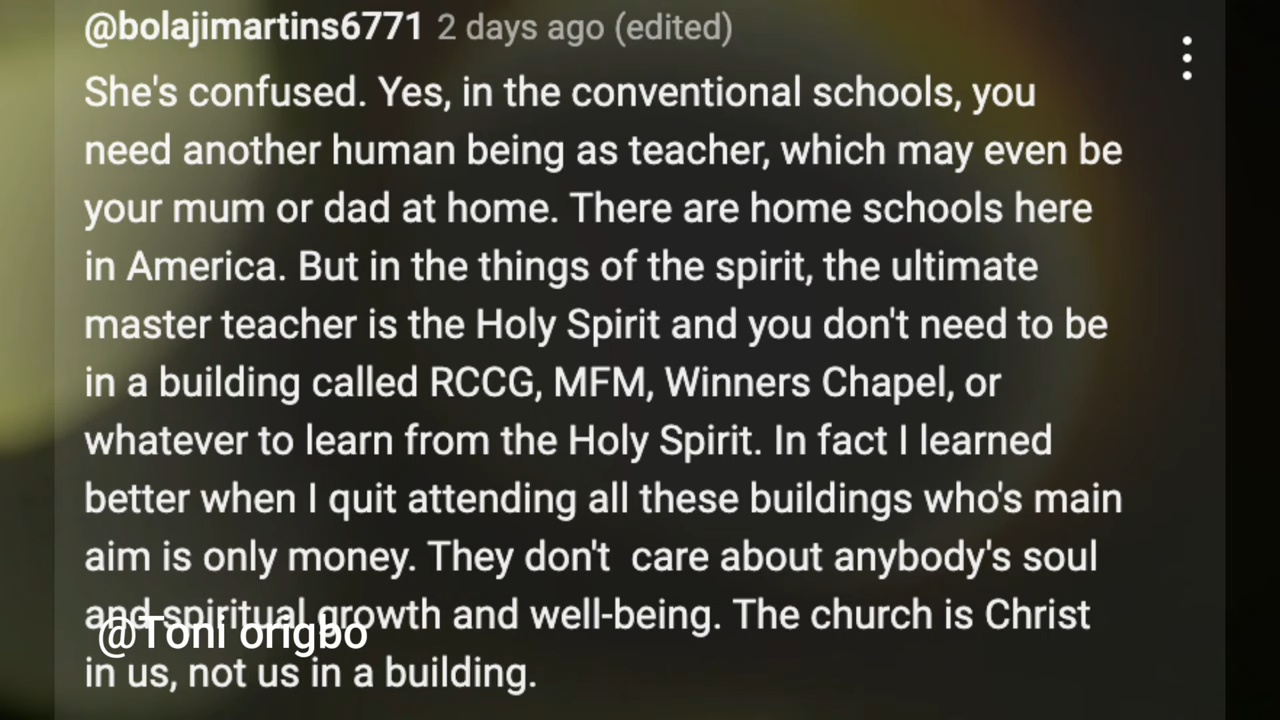 @bolajimartins6771 2 days ago (edited)
She's confused. Yes, in the conventional schools, you
need another human being as teacher, which may even be
your mum or dad at home. There are home schools here
in America. But in the things of the spirit, the ultimate
master teacher is the Holy Spirit and you don't need to be
in a building called RCCG, MFM, Winners Chapel, or
whatever to learn from the Holy Spirit. In fact I learned
better when I quit attending all these buildings who's main
aim is only money. They don't  care about anybody's soul
and spiritual growth and well-being. The church is Christ
@Toni origbo
in us, not us in a building.